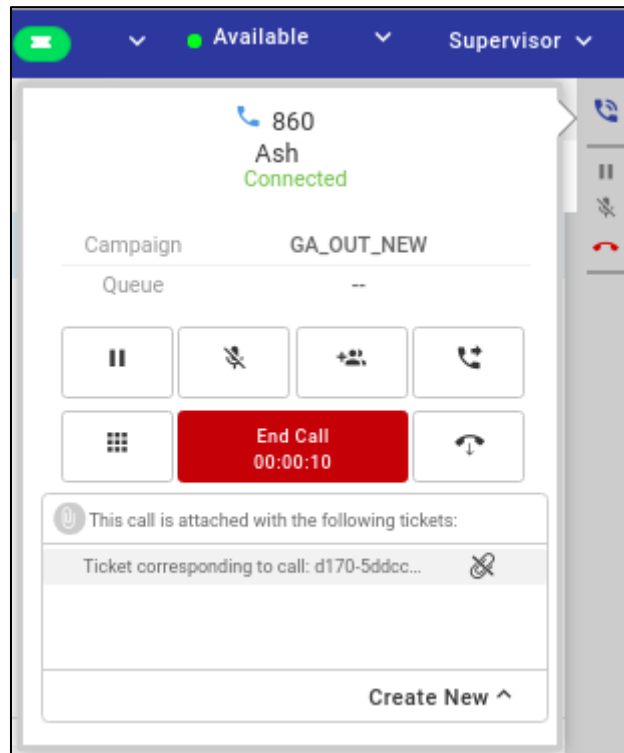 Available
Supervisor
860
Ash
Connected
Campaign GA_OUT_NEW
Queue --
End Call
00:00:10
This call is attached with the following tickets:
Ticket corresponding to call: d170-5ddcc...
Create New